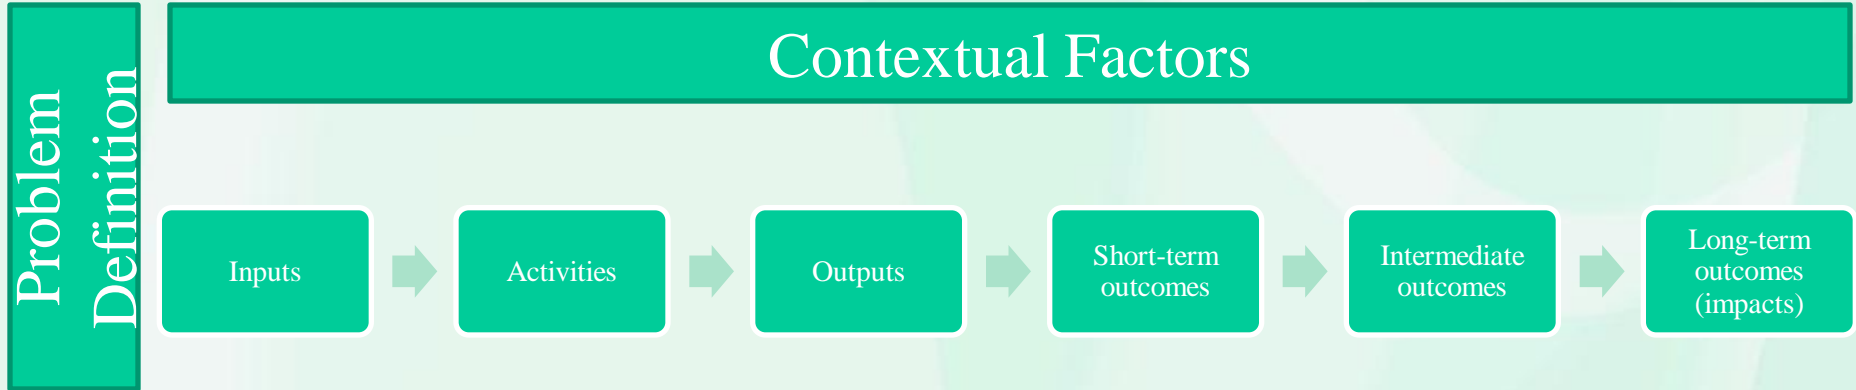 Problem
Definition
Contextual Factors
Inputs
Activities
Outputs
Short-term
outcomes
Intermediate
outcomes
Long-term
outcomes
(impacts)